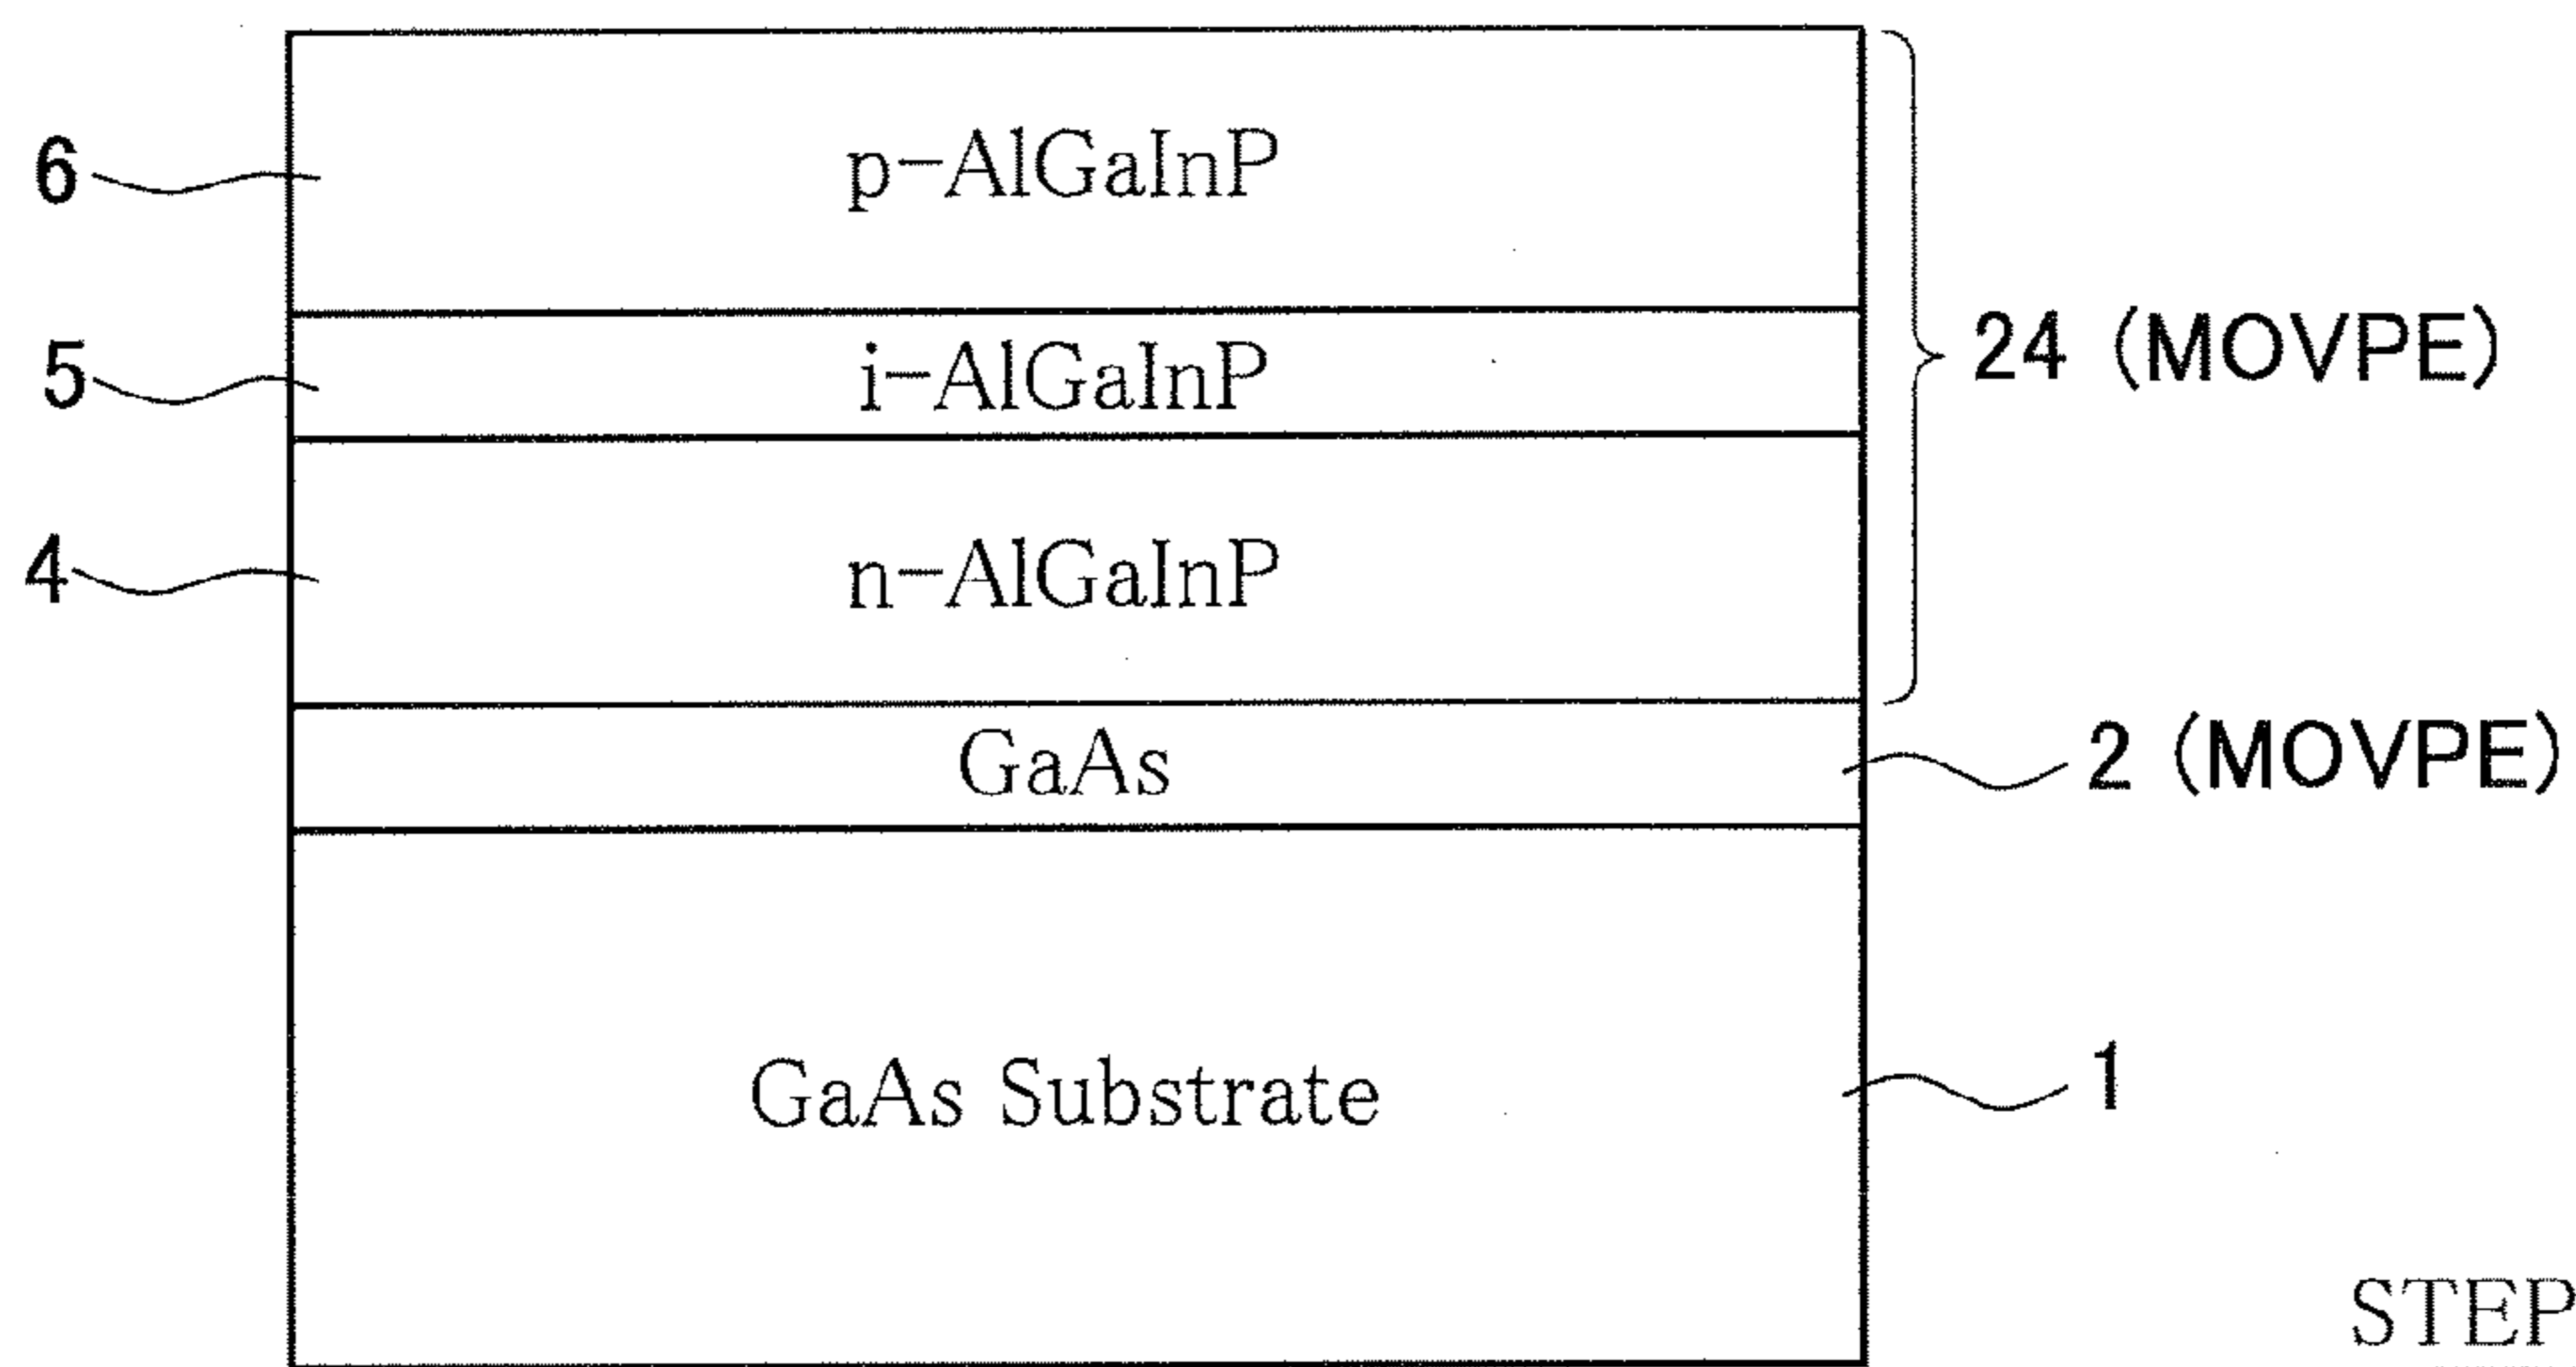 6
p-AlGaInP
5
i-AlGaInP
24 (MOVPE)
4
n-AlGaInP
GaAs
2 (MOVPE)
GaAs Substrate
1
STEP